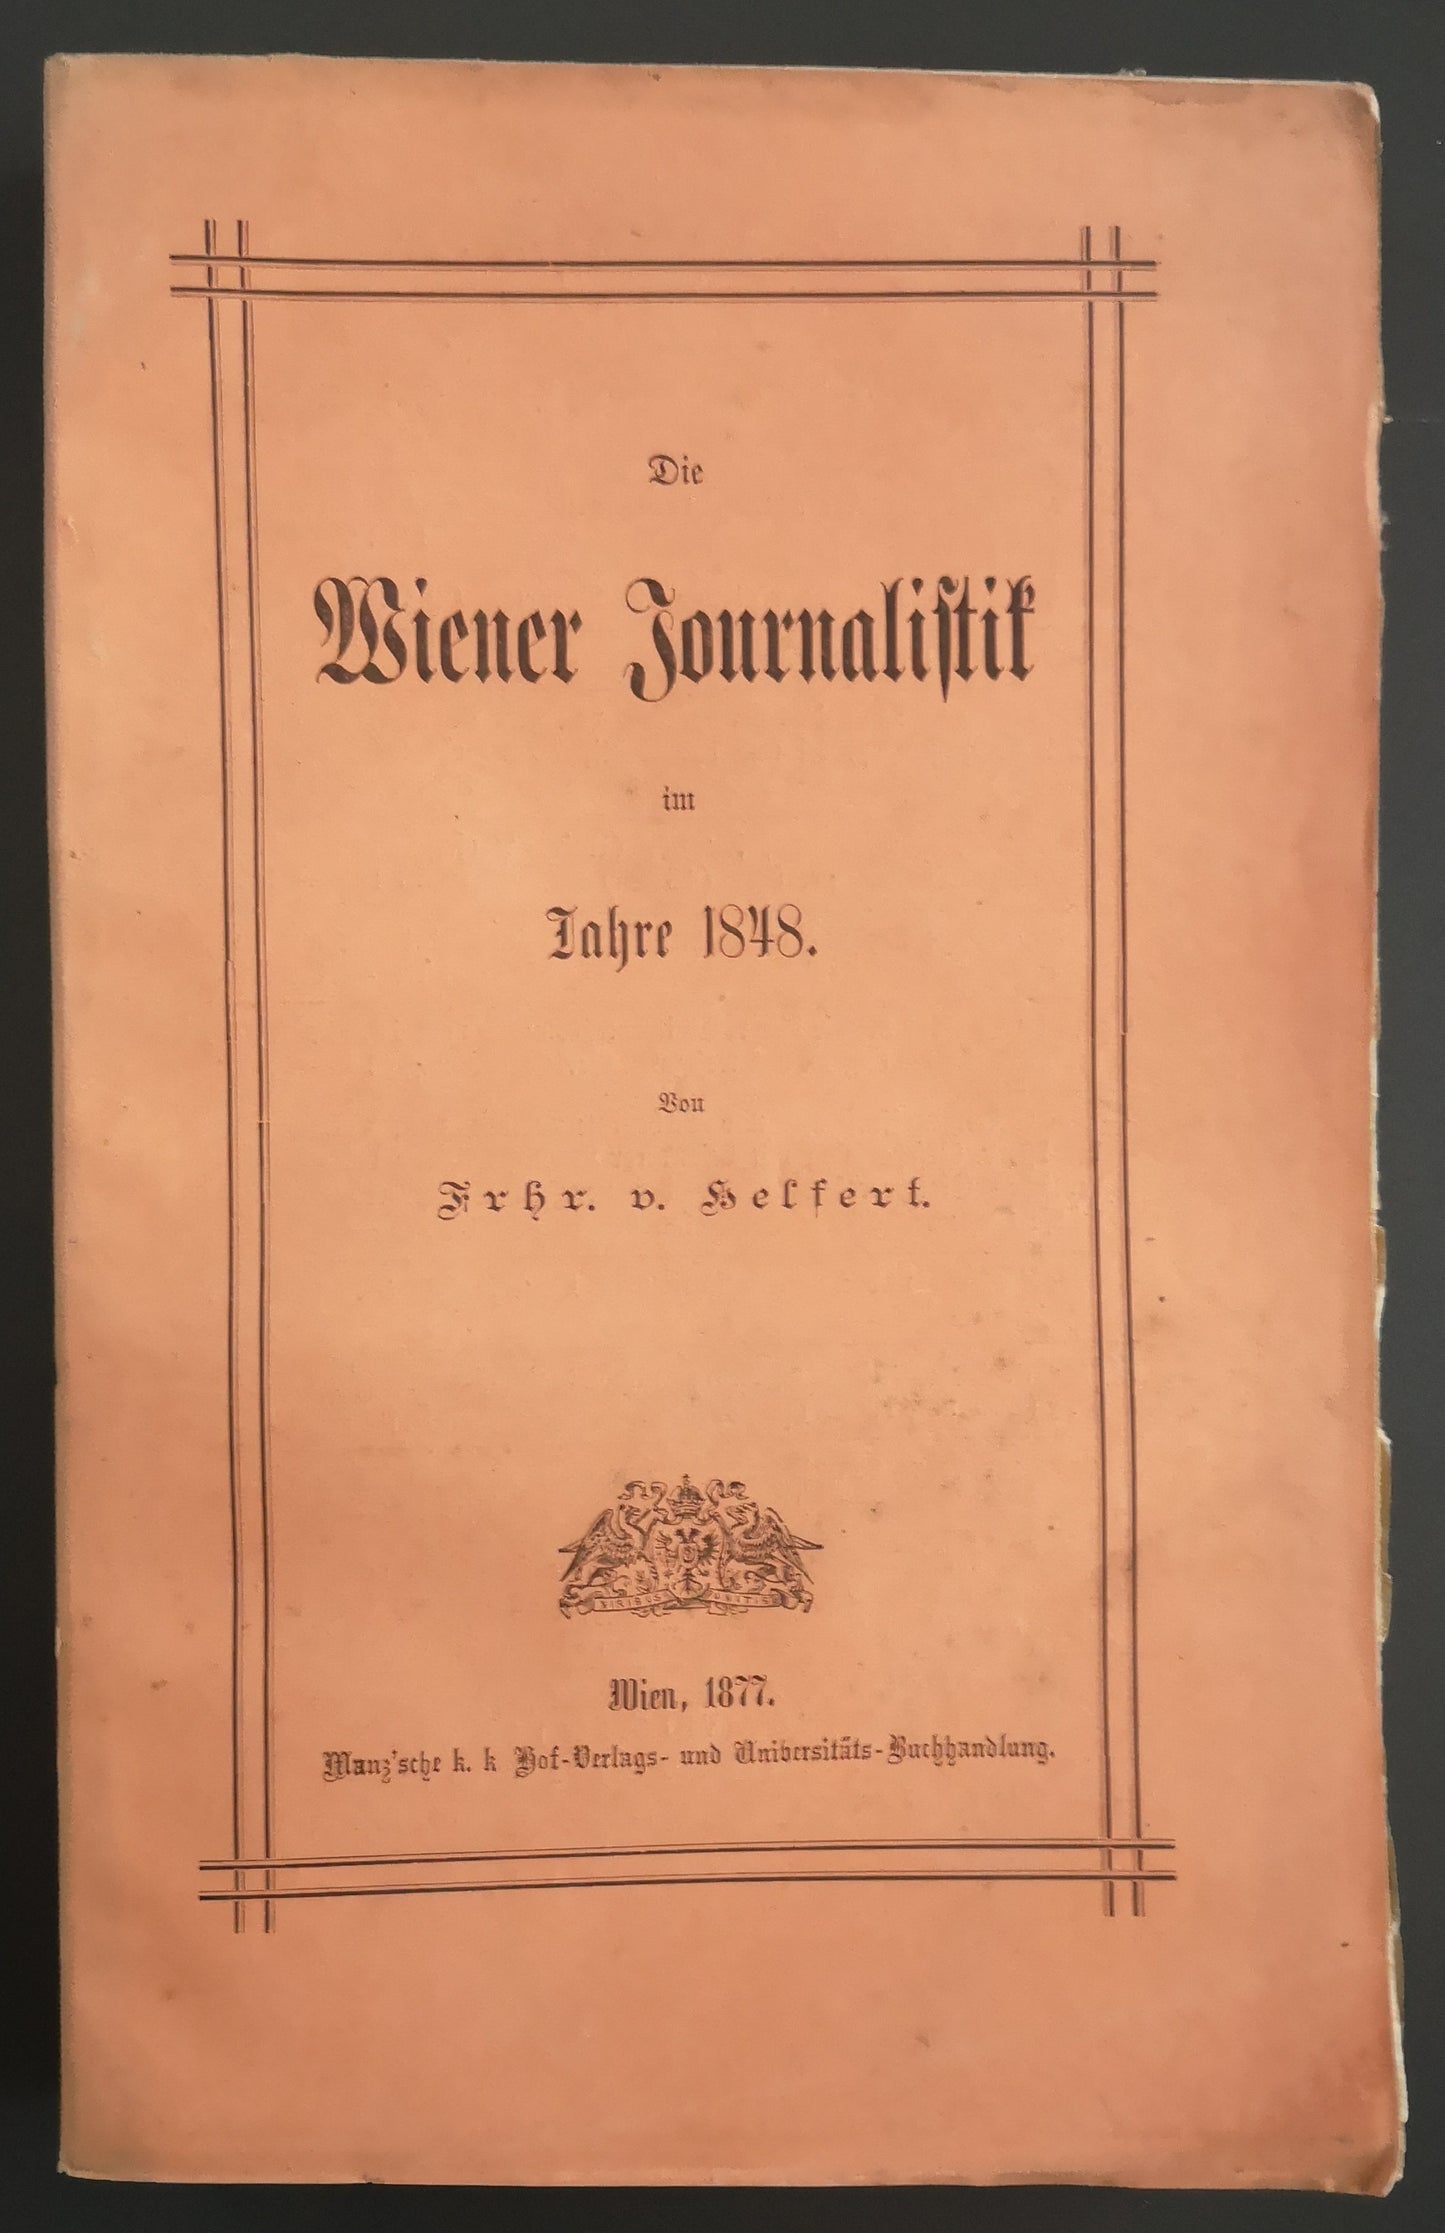 Die
Wiener Journalistik
im
Jahre 1848.
Von
Frhr. v. Helfert.
VIRIBUS UNITIS
Wien, 1877.
Manz'sche k. k Hof-Verlags- und Universitäts-Buchhandlung.